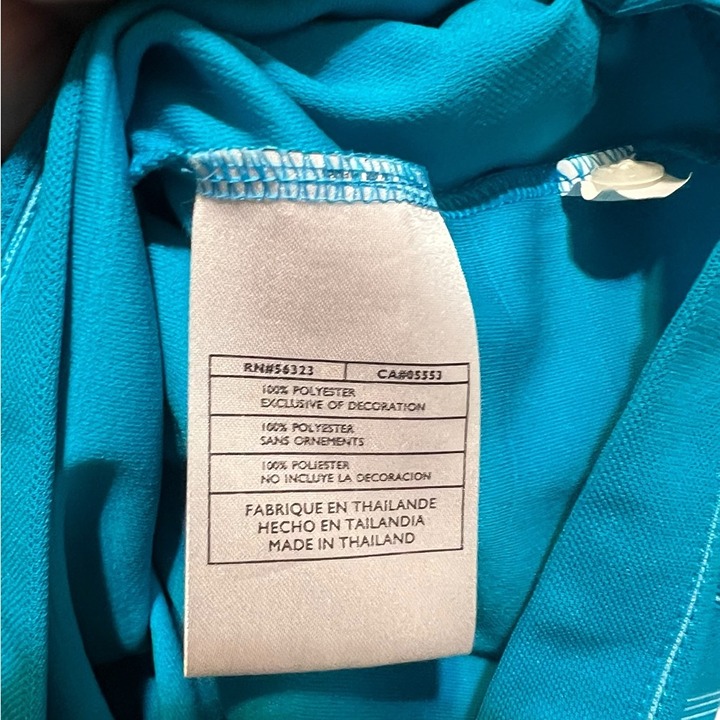 RN#56323 CA#05553
100% POLYESTER
EXCLUSIVE OF DECORATION
100% POLYESTER
SANS ORNEMENTS
100% POLIESTER
NO INCLUYE LA DECORACION
FABRIQUE EN THAILANDE
HECHO EN TAILANDIA
MADE IN THAILAND